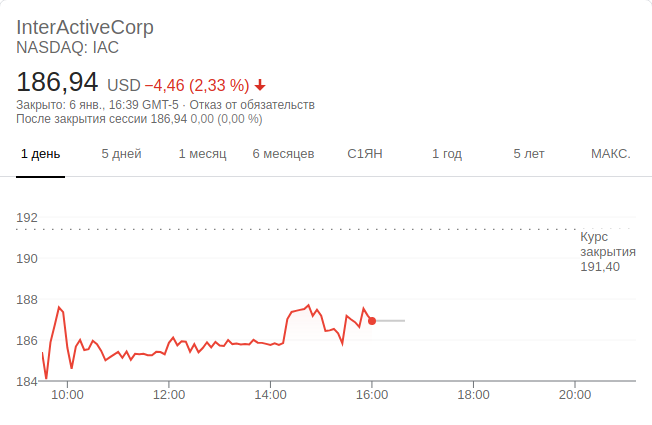 InterActiveCorp
NASDAQ: IAC
186,94 USD −4,46 (2,33 %)
Закрыто: 6 янв., 16:39 GMT-5 · Отказ от обязательств
После закрытия сессии 186,94 0,00 (0,00 %)
1 день 5 дней 1 месяц 6 месяцев С1ЯН 1 год 5 лет МАКС.
192
Курс
закрытия
191,40
190
188
186
184
10:00 12:00 14:00 16:00 18:00 20:00